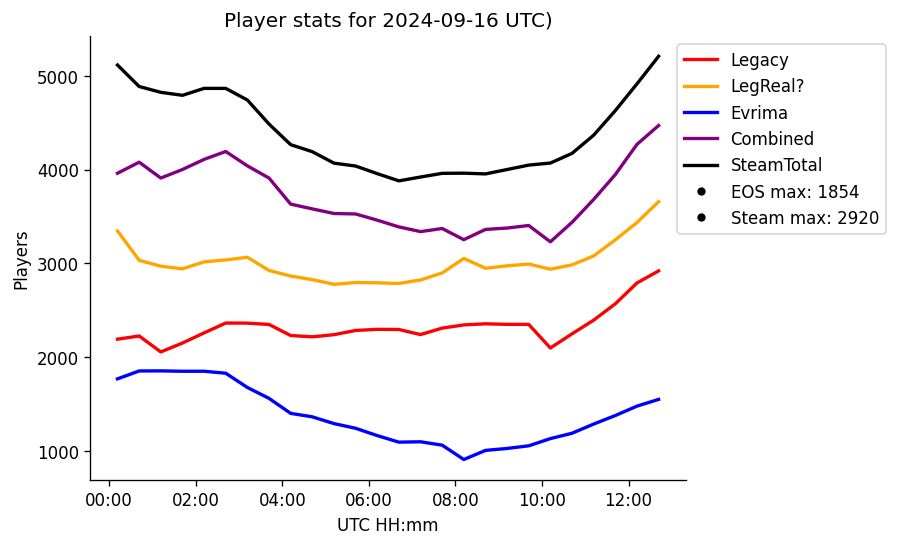 Player stats for 2024-09-16 UTC)
Players
5000
4000
3000
2000
1000
00:00 02:00 04:00 06:00 08:00 10:00 12:00
UTC HH:mm
Legacy
LegReal?
Evrima
Combined
SteamTotal
EOS max: 1854
Steam max: 2920